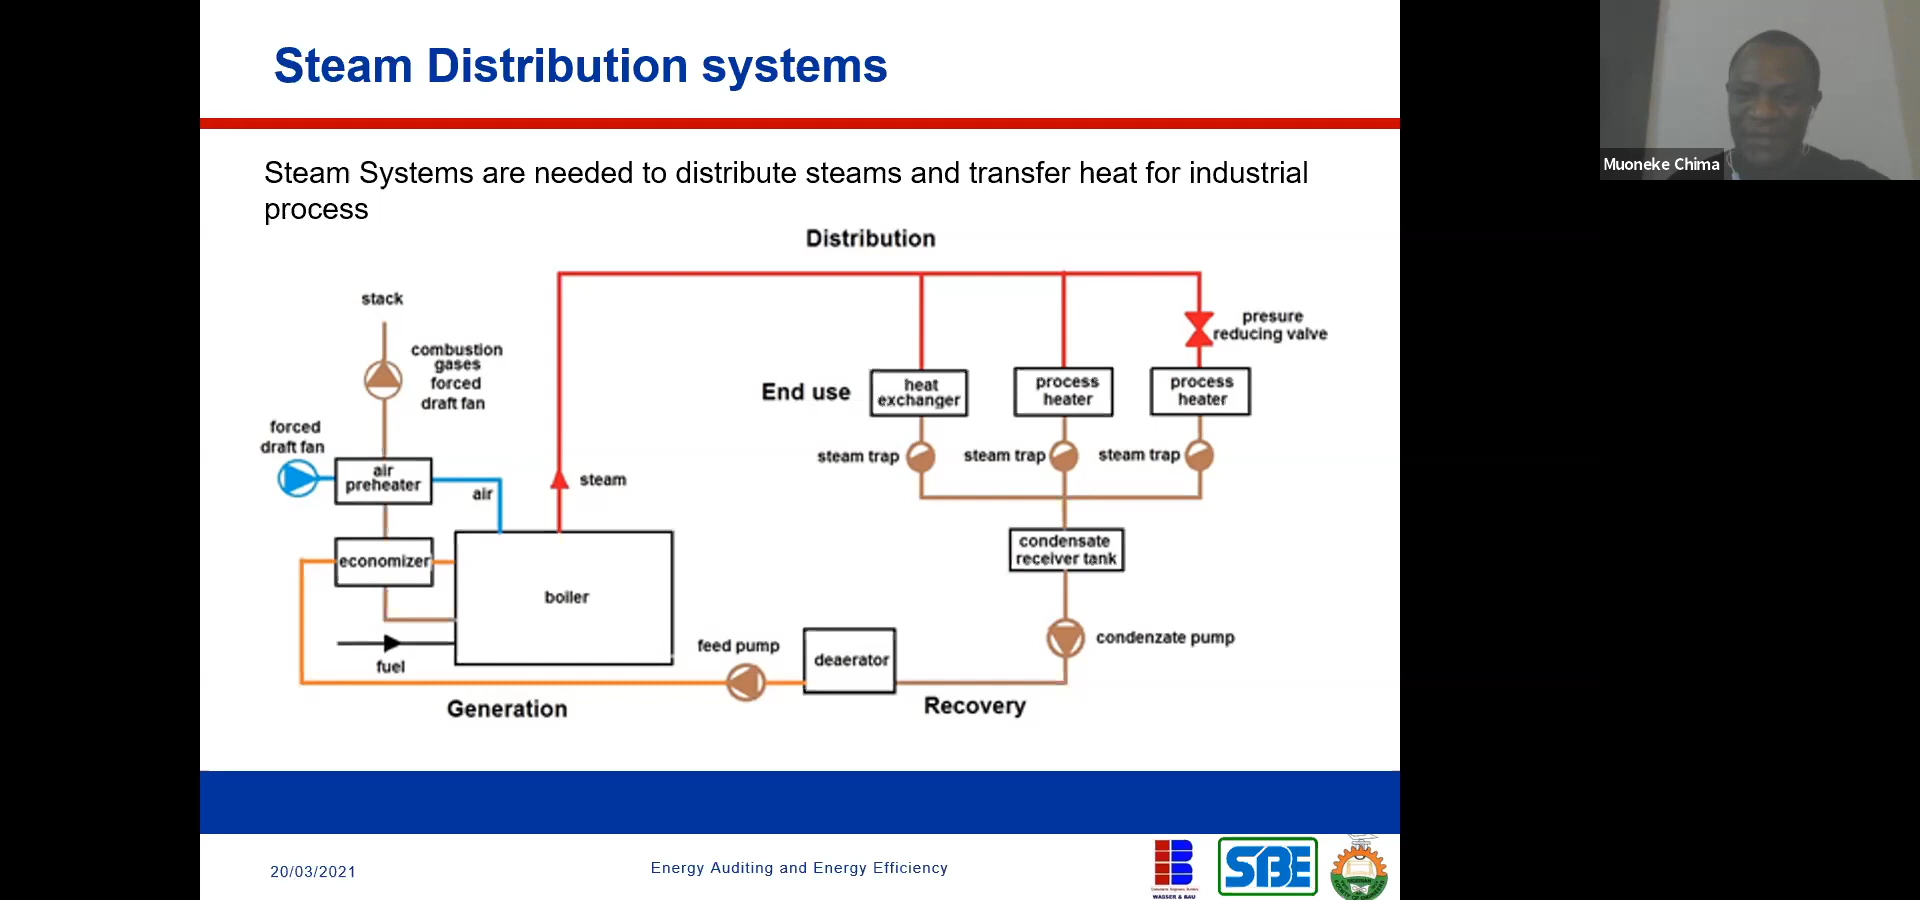 Steam Distribution systems
Muoneke Chima
Steam Systems are needed to distribute steams and transfer heat for industrial
process
Distribution
stack
combustion
gases
forced
draft fan
presure
reducing valve
End use
heat
exchanger
process
heater
process
heater
forced
draft fan
steam trap
steam trap
steam trap
air
preheater
air
steam
condensate
receiver tank
economizer
boiler
fuel
feed pump
deaerator
condenzate pump
Generation
Recovery
20/03/2021
Energy Auditing and Energy Efficiency
WASSER & BAU
SBE